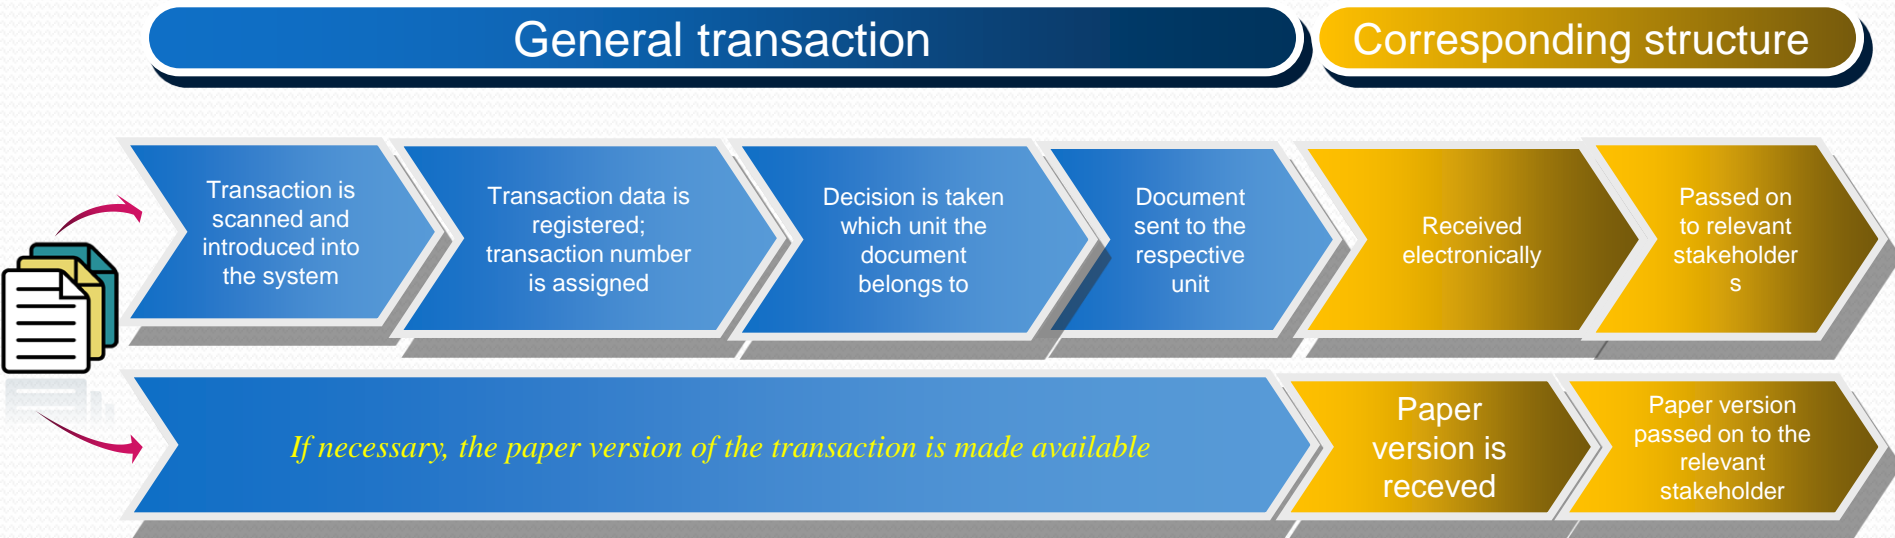 General transaction
Corresponding structure
Transaction is
scanned and
introduced into
the system
Transaction data is
registered;
transaction number
is assigned
Decision is taken
which unit the
document
belongs to
Document
sent to the
respective
unit
Received
electronically
Passed on
to relevant
stakeholder
s
If necessary, the paper version of the transaction is made available
Paper
version is
receved
Paper version
passed on to the
relevant
stakeholder